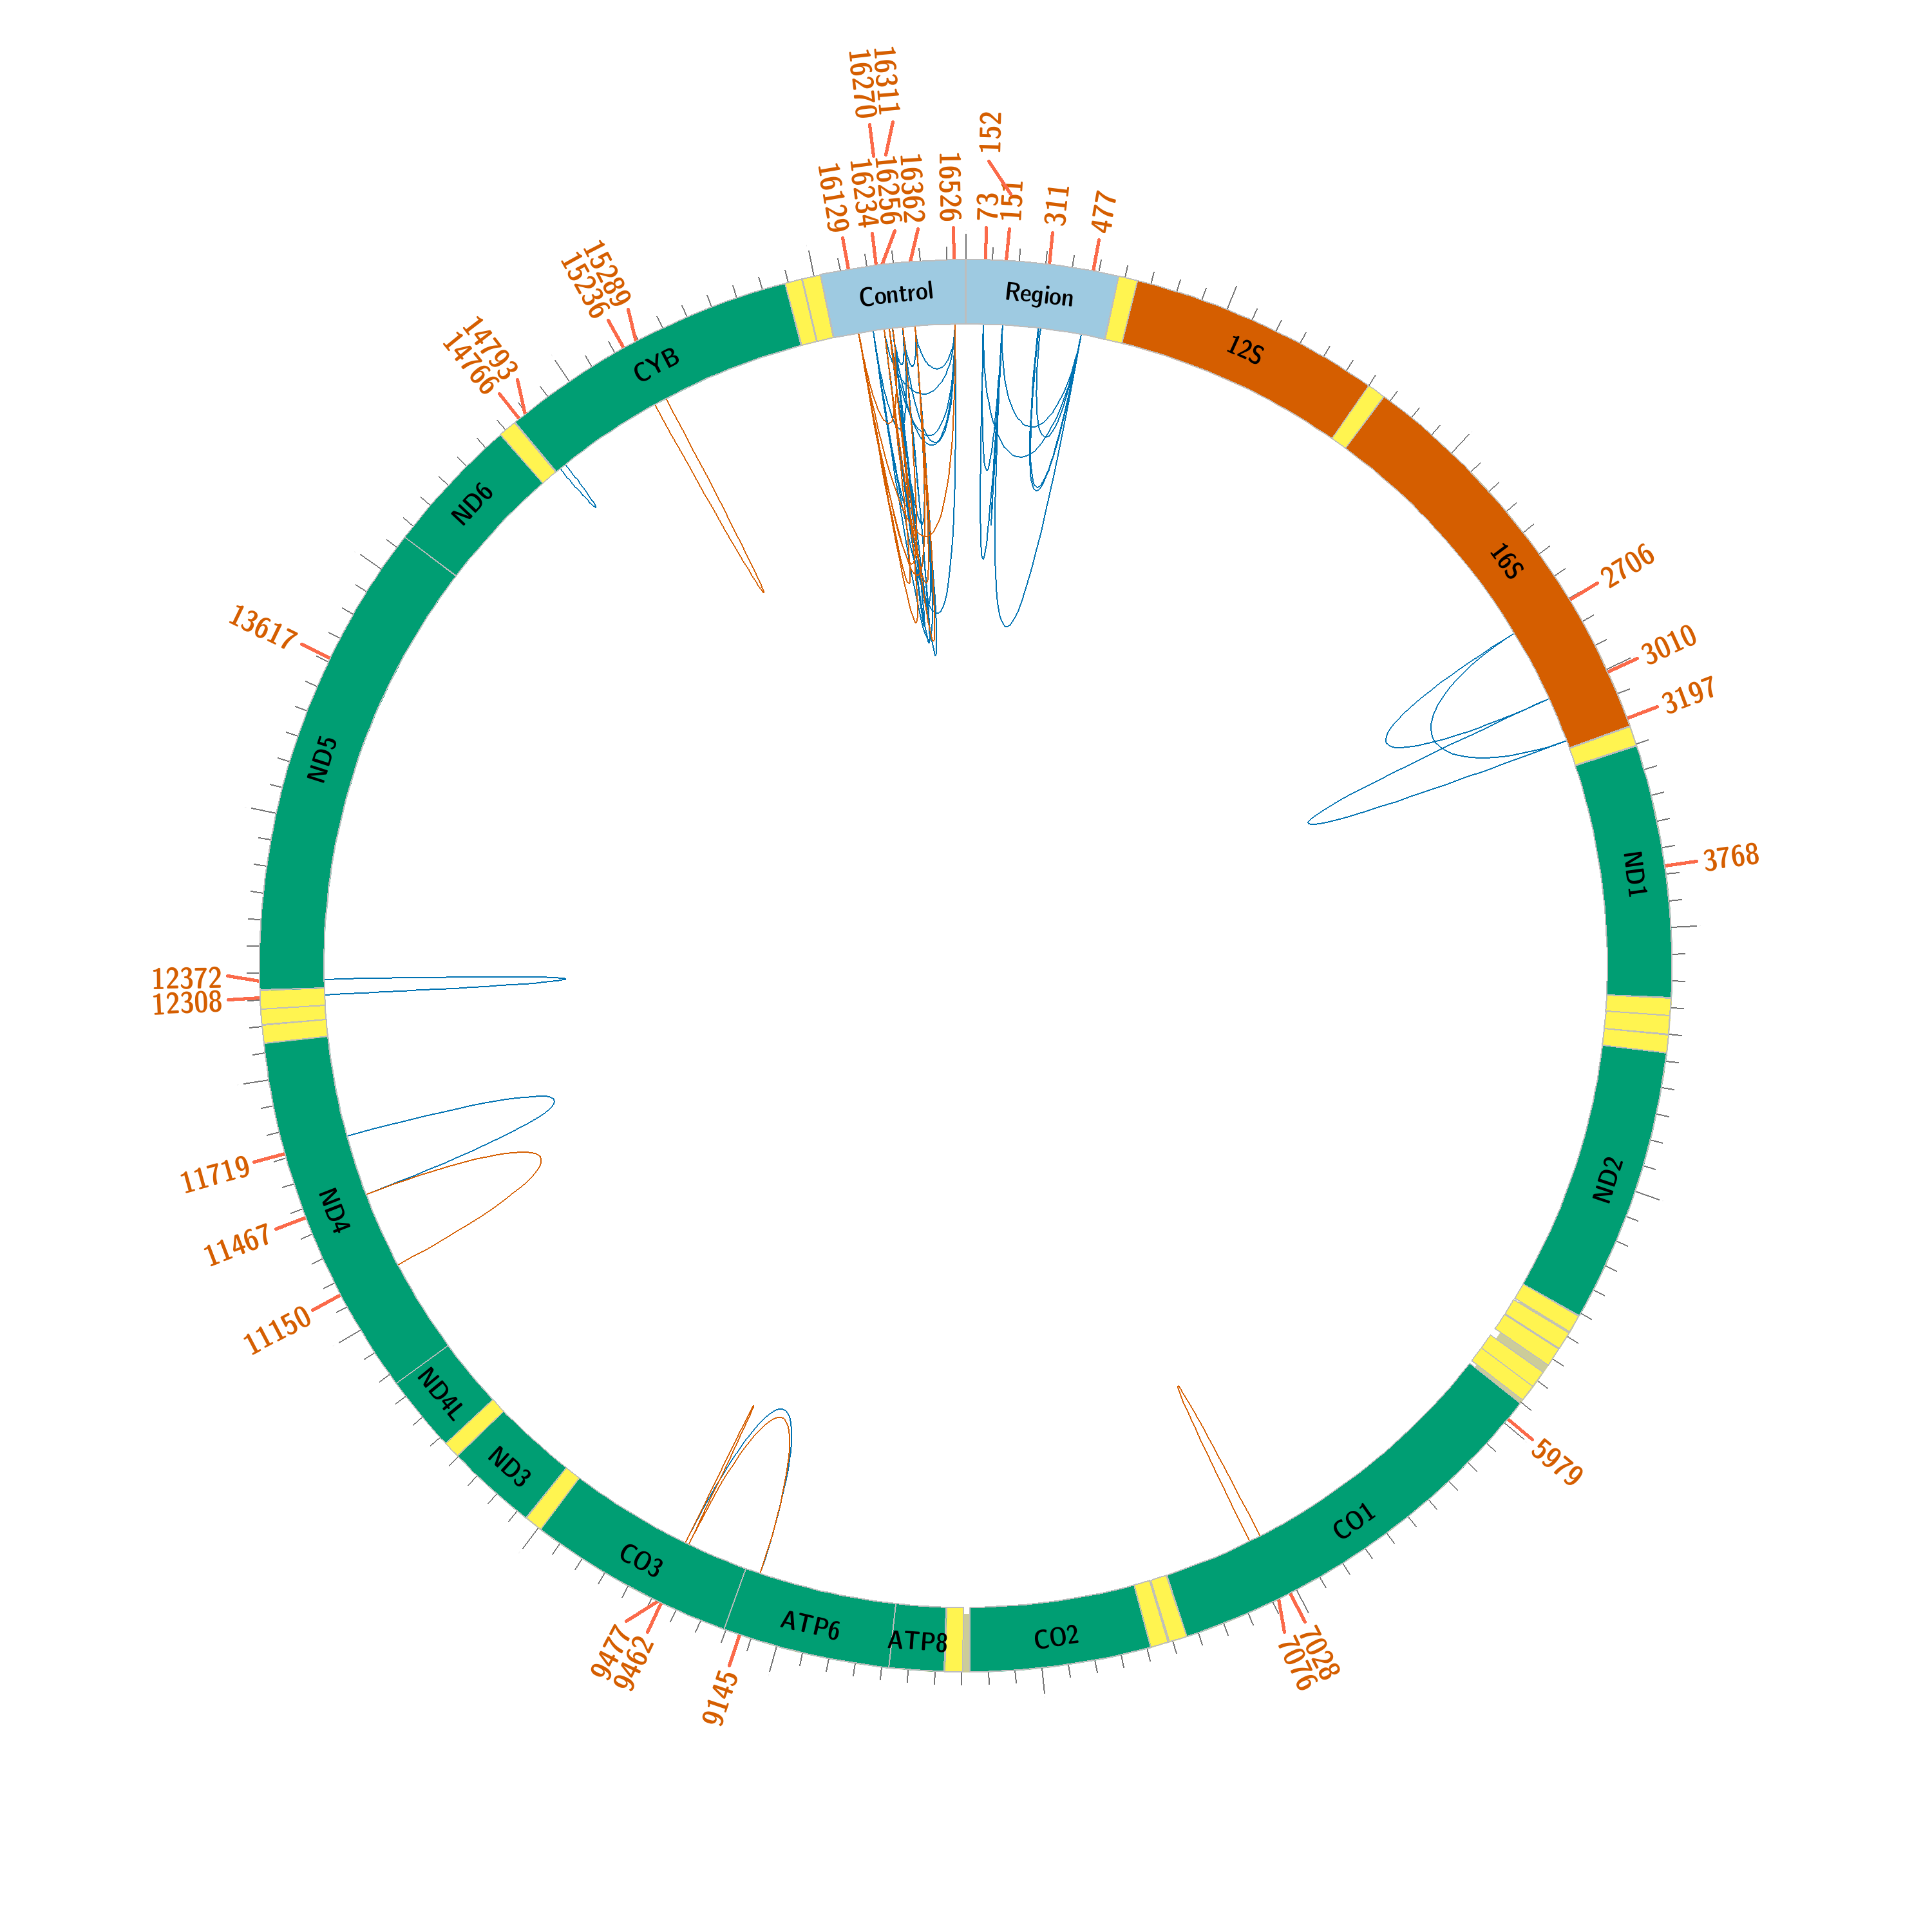 16311
16270
152
16129
16234
16256
16362
16526
73
151
311
477
Control
Region
15289
15236
CYB
12S
14793
14766
ND6
16S
2706
13617
3010
3197
ND5
ND1
3768
12372
12308
11719
ND4
11467
ND2
11150
ND4L
ND3
5979
CO1
CO3
ATP6
ATP8
CO2
9477
9462
9145
7028
7076